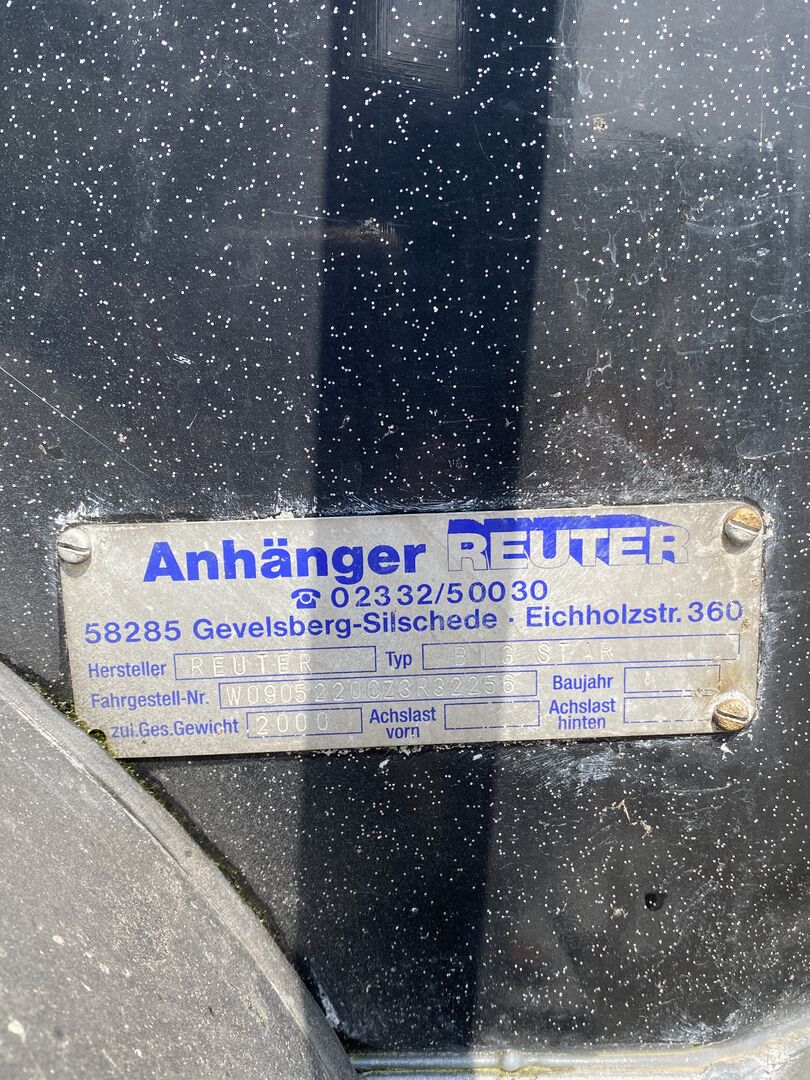 Anhänger REUTER
☎ 02332/50030
58285 Gevelsberg-Silschede · Eichholzstr. 360
Hersteller REUTER Typ BIG STAR
Fahrgestell-Nr. W0905220CZ3R32256 Baujahr
zul.Ges.Gewicht 2000 Achslast vorn Achslast hinten